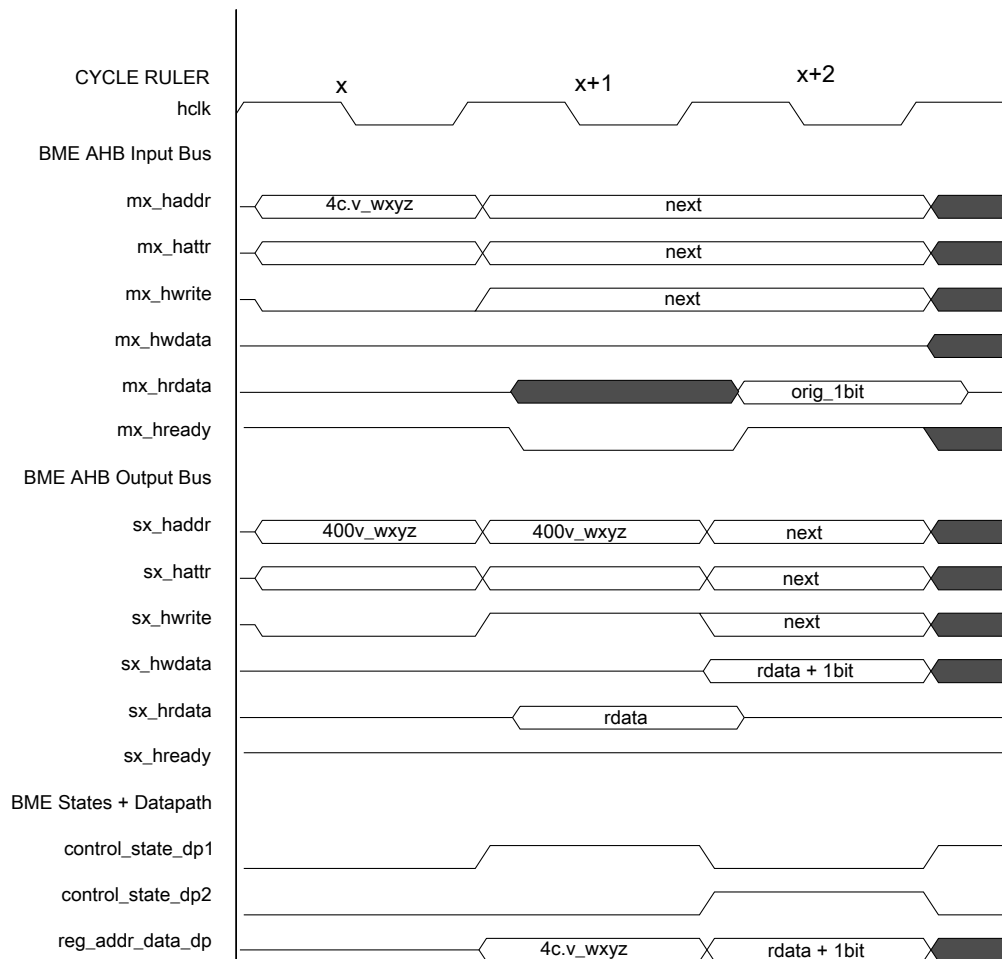 CYCLE RULER x x+1 x+2
hclk
BME AHB Input Bus
mx_haddr 4c.v_wxyz next
mx_hattr next
mx_hwrite next
mx_hwdata
mx_hrdata orig_1bit
mx_hready
BME AHB Output Bus
sx_haddr 400v_wxyz 400v_wxyz next
sx_hattr next
sx_hwrite next
sx_hwdata rdata + 1bit
sx_hrdata rdata
sx_hready
BME States + Datapath
control_state_dp1
control_state_dp2
reg_addr_data_dp 4c.v_wxyz rdata + 1bit